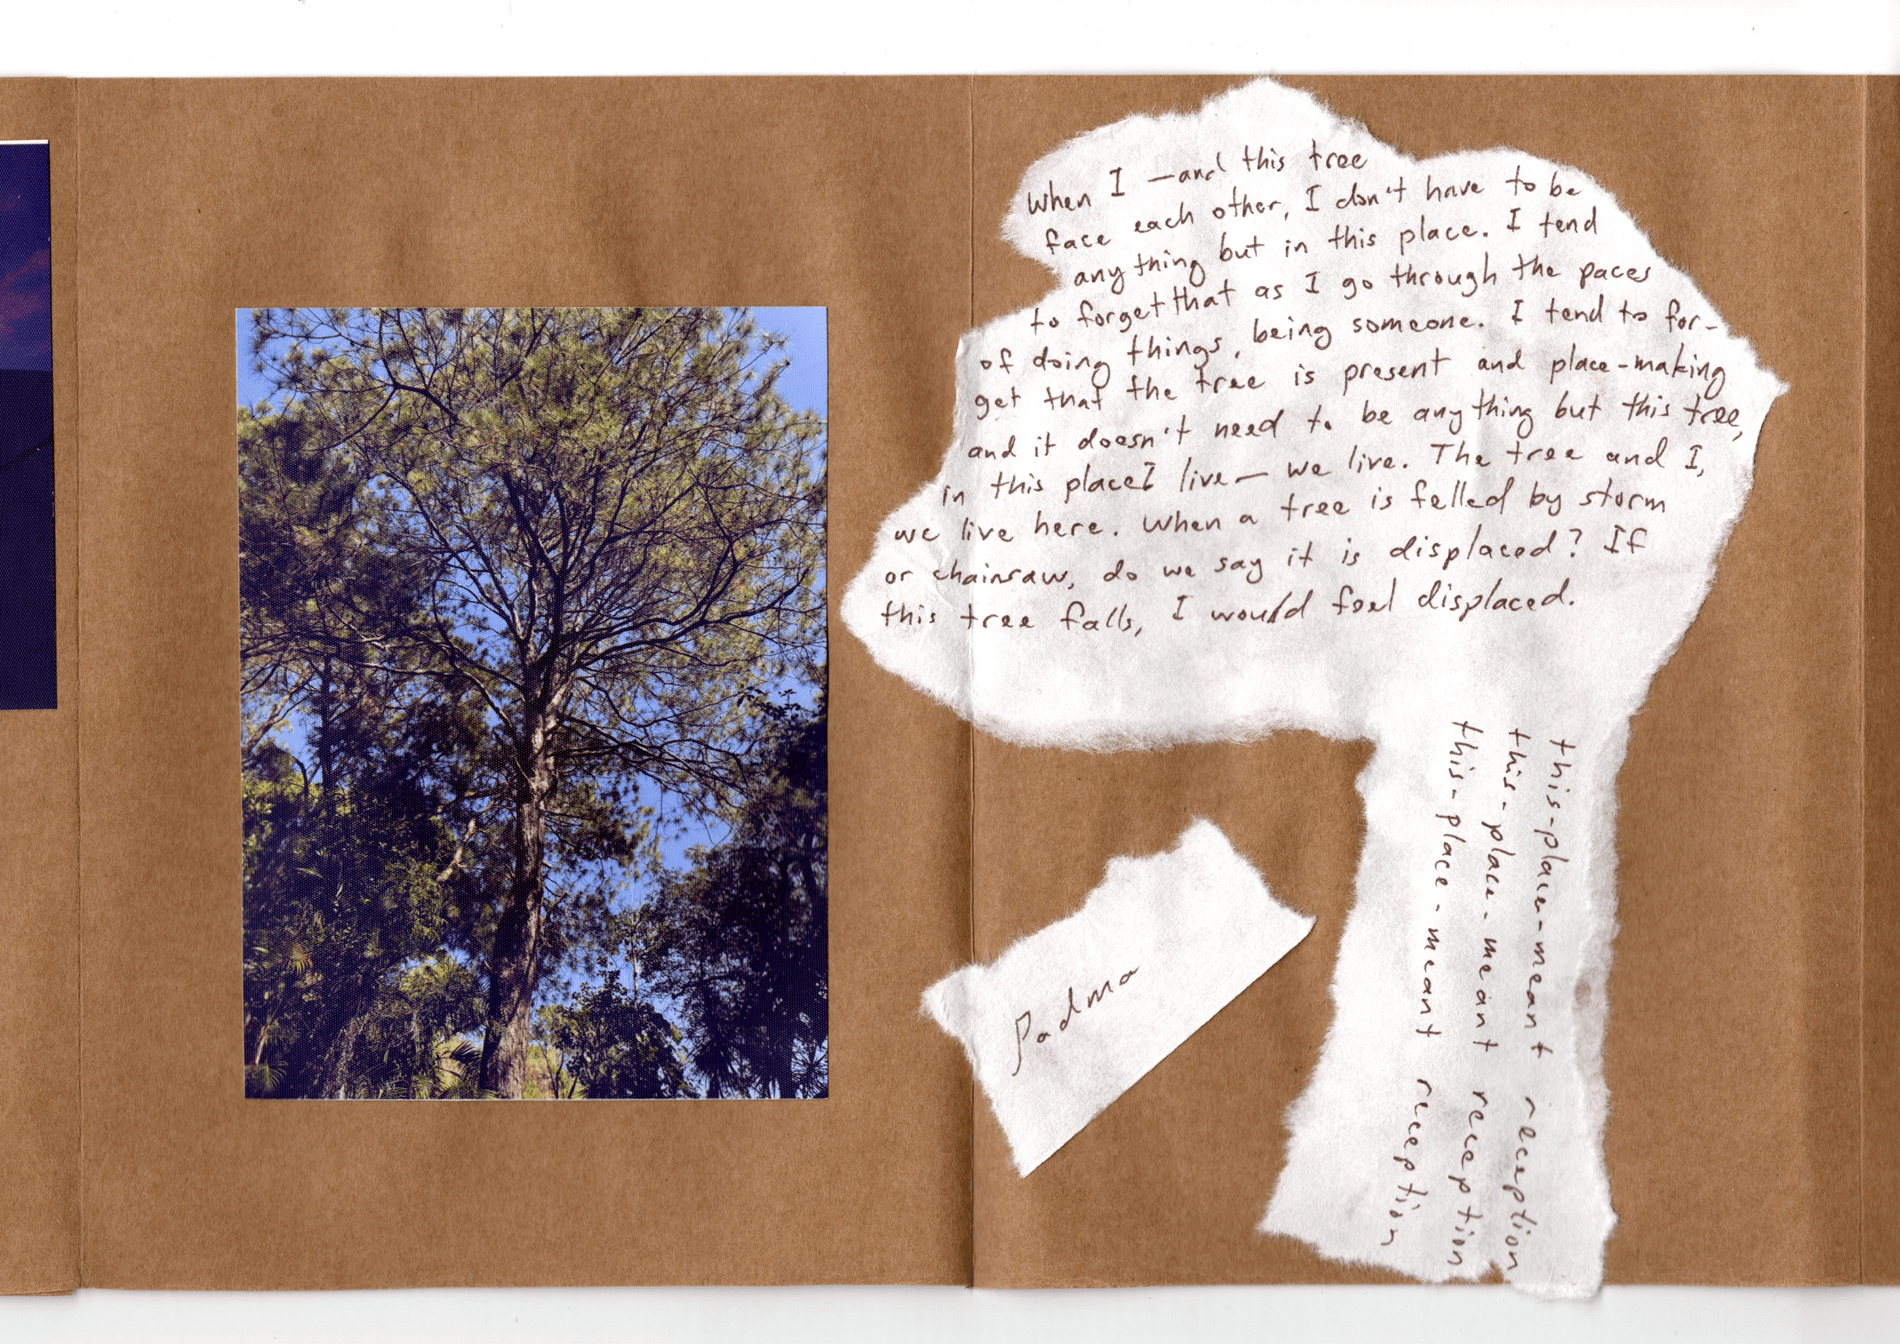 When I —and this tree
face each other, I don't have to be
anything but in this place. I tend
to forget that as I go through the paces
of doing things, being someone. I tend to for-
get that the tree is present and place-making
and it doesn't need to be anything but this tree,
in this place I live— we live. The tree and I,
we live here. When a tree is felled by storm
or chainsaw, do we say it is displaced? If
this tree falls, I would feel displaced.
this-place-meant reception
this-place-meant reception
this-place-meant reception
Padma